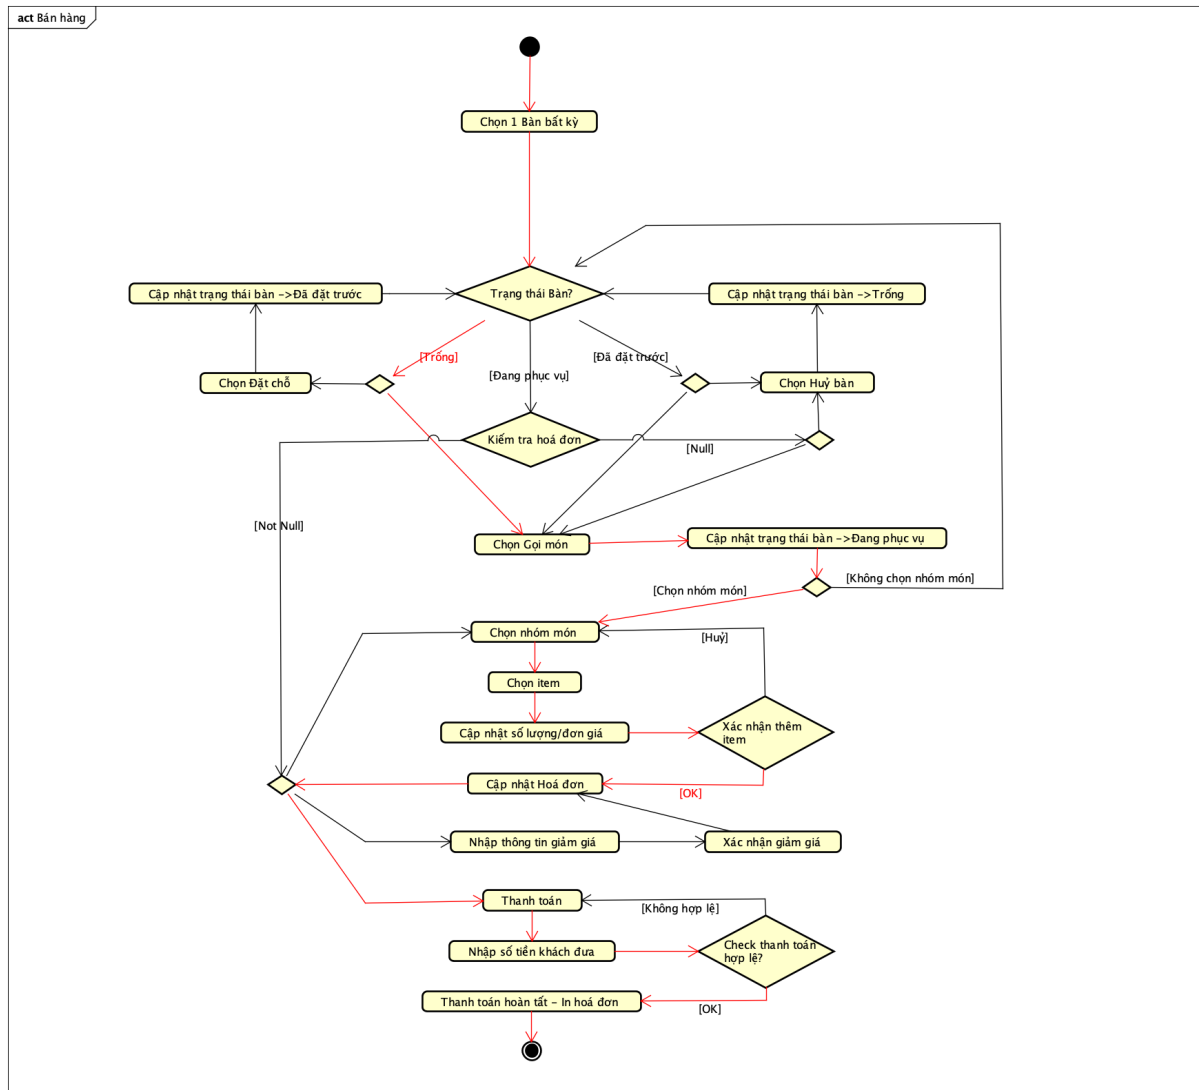 act Bán hàng
Chọn 1 Bàn bất kỳ
Trạng thái Bàn?
Cập nhật trạng thái bàn ->Đã đặt trước
Cập nhật trạng thái bàn ->Trống
[Trống]
[Đã đặt trước]
[Đang phục vụ]
Chọn Đặt chỗ
Chọn Huỷ bàn
Kiểm tra hoá đơn
[Null]
[Not Null]
Chọn Gọi món
Cập nhật trạng thái bàn ->Đang phục vụ
[Không chọn nhóm món]
[Chọn nhóm món]
Chọn nhóm món
[Huỷ]
Chọn item
Cập nhật số lượng/đơn giá
Xác nhận thêm
item
Cập nhật Hoá đơn
[OK]
Nhập thông tin giảm giá
Xác nhận giảm giá
Thanh toán
[Không hợp lệ]
Nhập số tiền khách đưa
Check thanh toán
hợp lệ?
Thanh toán hoàn tất - In hoá đơn
[OK]